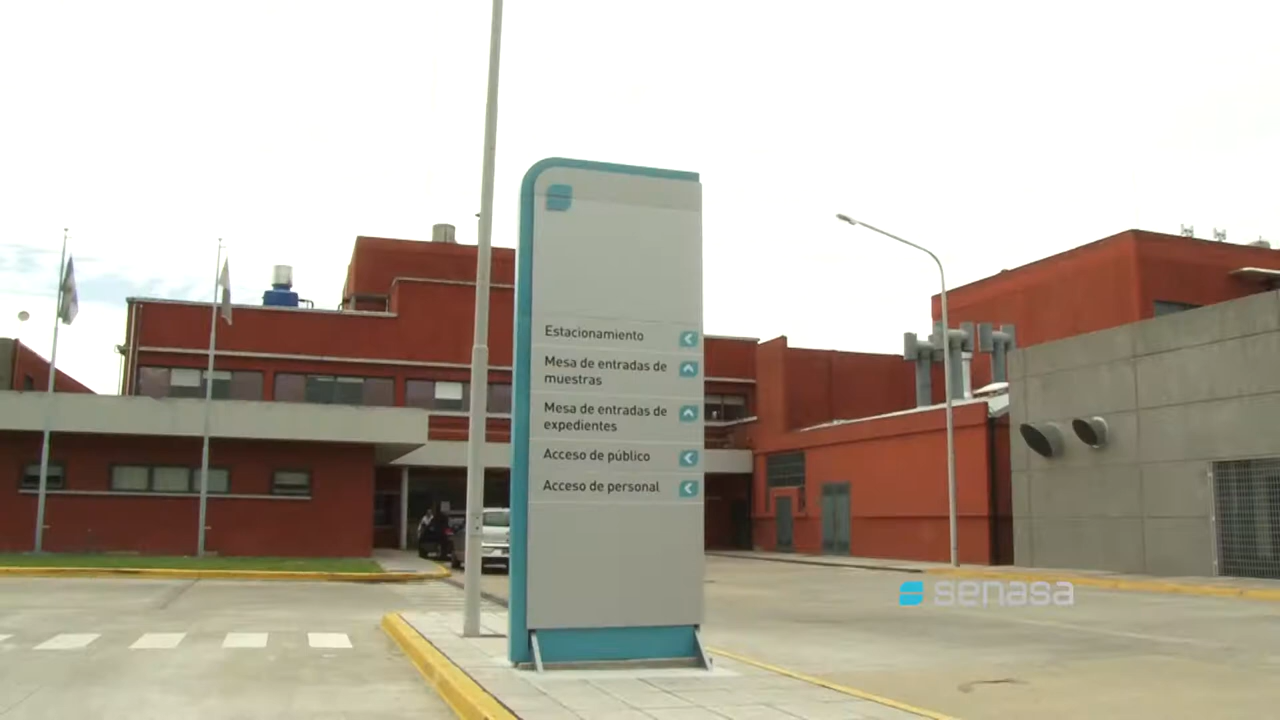 Estacionamiento
Mesa de entradas de
muestras
Mesa de entradas de
expedientes
Acceso de público
Acceso de personal
senasa